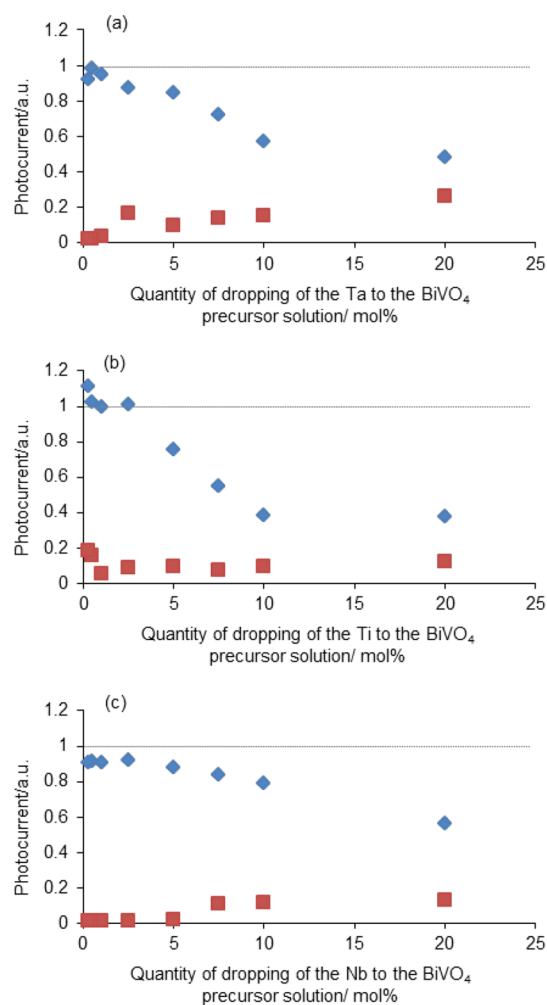 (a)
1.2
1
0.8
0.6
0.4
0.2
0
Photocurrent/a.u.
0 5 10 15 20 25
Quantity of dropping of the Ta to the BiVO₄
precursor solution/ mol%
(b)
1.2
1
0.8
0.6
0.4
0.2
0
Photocurrent/a.u.
0 5 10 15 20 25
Quantity of dropping of the Ti to the BiVO₄
precursor solution/ mol%
(c)
1.2
1
0.8
0.6
0.4
0.2
0
Photocurrent/a.u.
0 5 10 15 20 25
Quantity of dropping of the Nb to the BiVO₄
precursor solution/ mol%